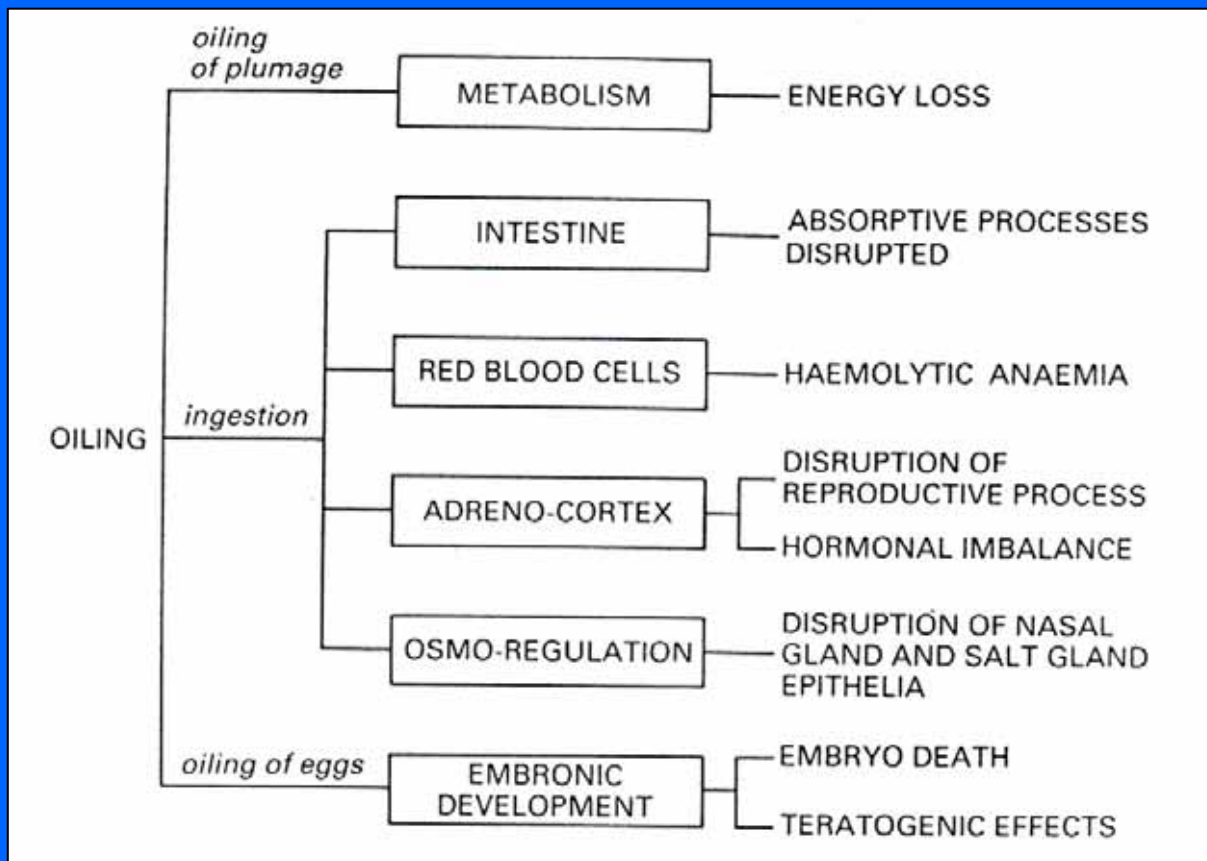 oiling
of plumage
METABOLISM
ENERGY LOSS
INTESTINE
ABSORPTIVE PROCESSES
DISRUPTED
RED BLOOD CELLS
HAEMOLYTIC ANAEMIA
OILING
ingestion
ADRENO-CORTEX
DISRUPTION OF
REPRODUCTIVE PROCESS
HORMONAL IMBALANCE
OSMO-REGULATION
DISRUPTION OF NASAL
GLAND AND SALT GLAND
EPITHELIA
oiling of eggs
EMBRONIC
DEVELOPMENT
EMBRYO DEATH
TERATOGENIC EFFECTS